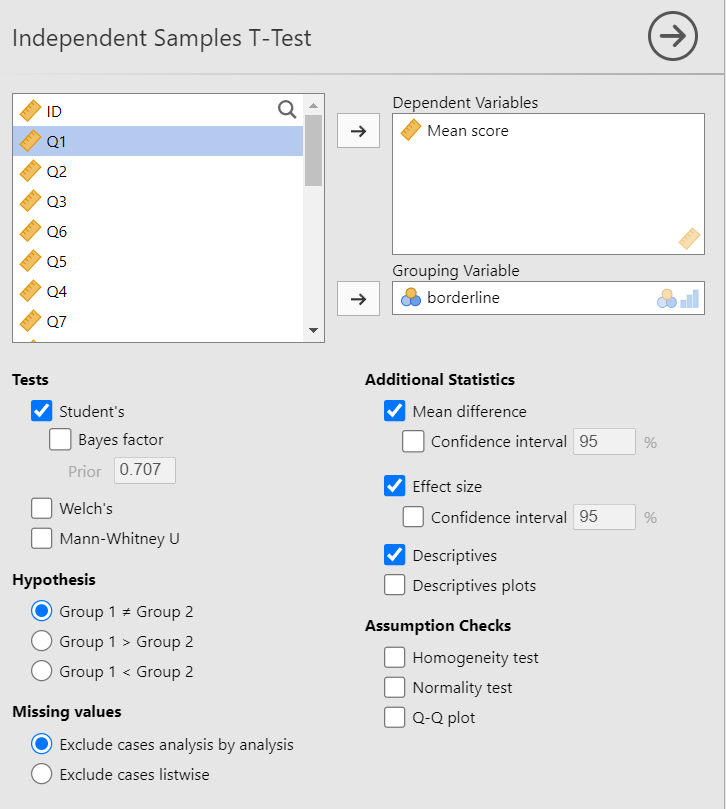 Independent Samples T-Test
ID
Q1
Q2
Q3
Q6
Q5
Q4
Q7
Dependent Variables
Mean score
Grouping Variable
borderline
Tests
Student's
Bayes factor
Prior 0.707
Welch's
Mann-Whitney U
Hypothesis
Group 1 ≠ Group 2
Group 1 > Group 2
Group 1 < Group 2
Missing values
Exclude cases analysis by analysis
Exclude cases listwise
Additional Statistics
Mean difference
Confidence interval 95 %
Effect size
Confidence interval 95 %
Descriptives
Descriptives plots
Assumption Checks
Homogeneity test
Normality test
Q-Q plot